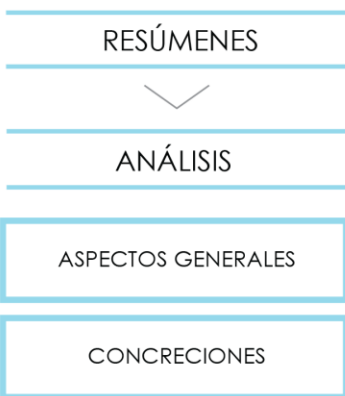 RESÚMENES
ANÁLISIS
ASPECTOS GENERALES
CONCRECIONES